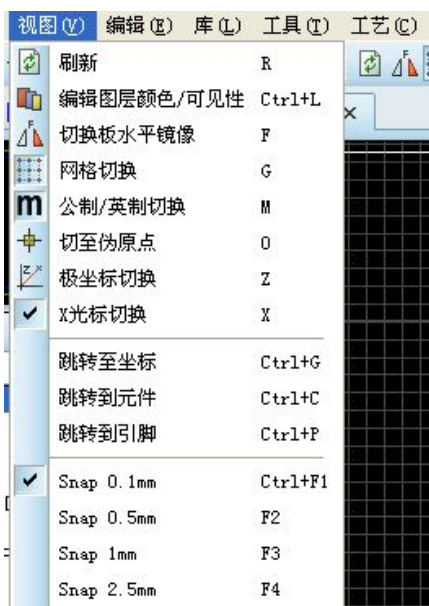 视图(V) 编辑(E) 库(L) 工具(T) 工艺(C)
刷新 R
编辑图层颜色/可见性 Ctrl+L
切换板水平镜像 F
网格切换 G
m 公制/英制切换 M
切至伪原点 O
极坐标切换 Z
X光标切换 X
跳转至坐标 Ctrl+G
跳转到元件 Ctrl+C
跳转到引脚 Ctrl+P
Snap 0.1mm Ctrl+F1
Snap 0.5mm F2
Snap 1mm F3
Snap 2.5mm F4